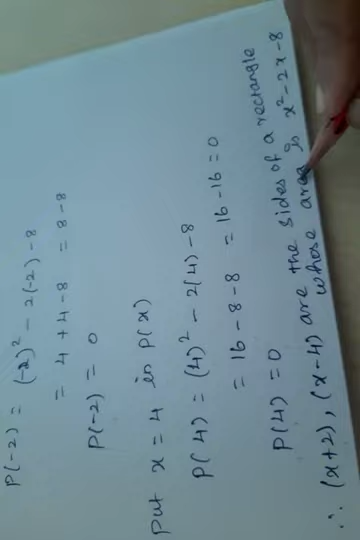 P(-2) = (-2)² - 2(-2) - 8
= 4 + 4 - 8 = 8 - 8
P(-2) = 0
Put x = 4 in P(x)
P(4) = (4)² - 2(4) - 8
= 16 - 8 - 8 = 16 - 16 = 0
P(4) = 0
∴ (x+2), (x-4) are the sides of a rectangle
whose area is x² - 2x - 8